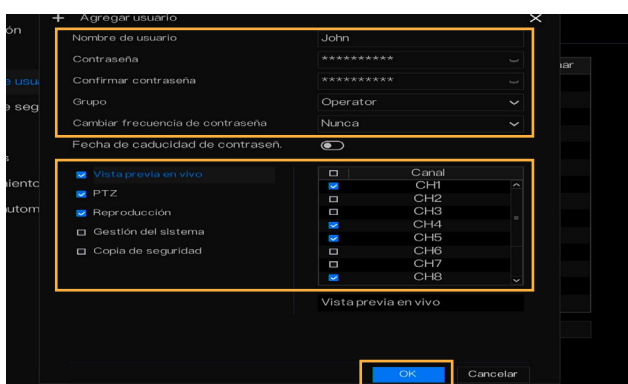 + Agregar usuario ×
ón
Nombre de usuario John
Contraseña **********
ar
Confirmar contraseña **********
e usu
Grupo Operator
e seg
Cambiar frecuencia de contraseña Nunca
Fecha de caducidad de contraseñ.
s
Vista previa en vivo Canal
iento
CH1
PTZ CH2
utom
Reproducción CH3
CH4
Gestión del sistema CH5
Copia de seguridad CH6
CH7
CH8
Vista previa en vivo
OK Cancelar